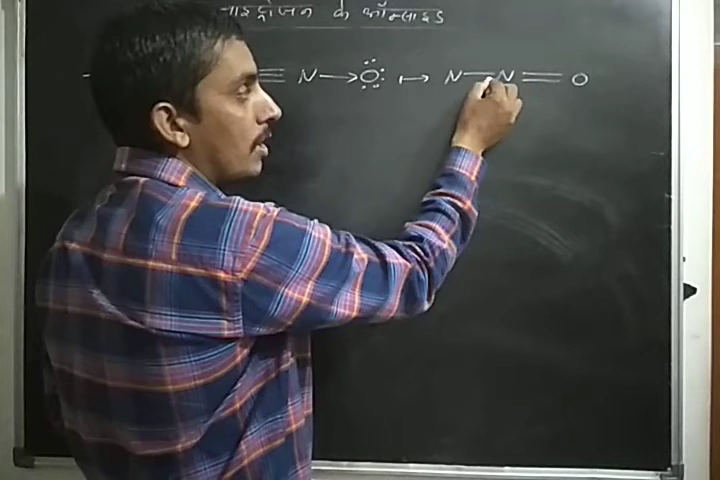 नाइट्रोजन के ऑक्साइड
≡ N → O ↦ N — N = O